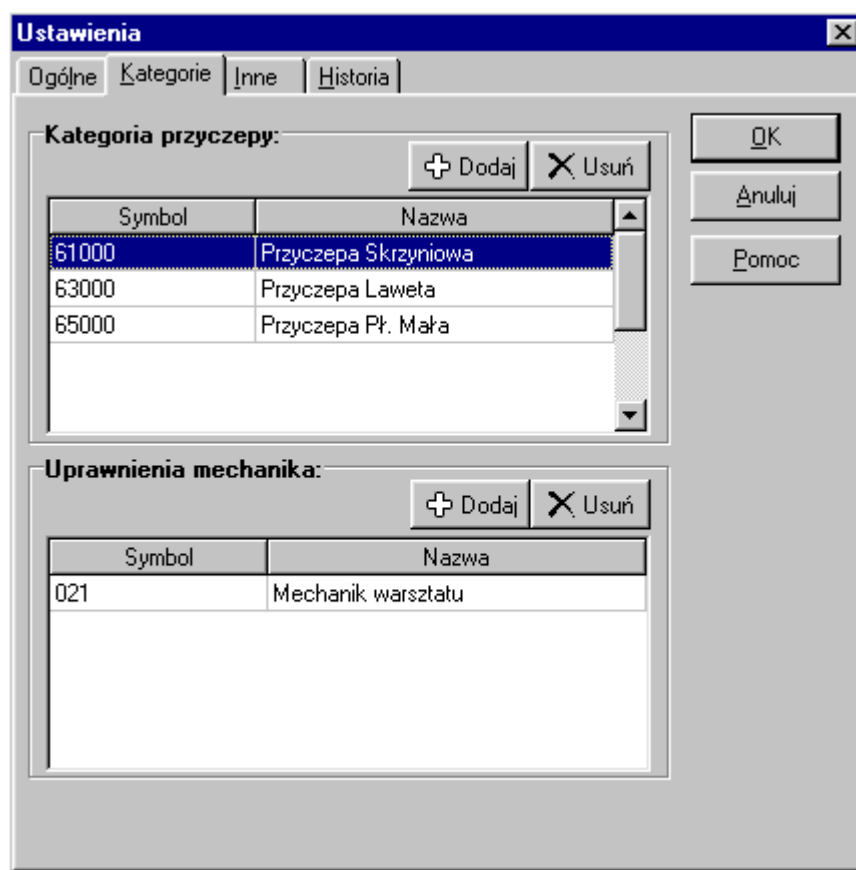 Ustawienia
Ogólne Kategorie Inne Historia
Kategoria przyczepy:
Dodaj Usuń
Symbol Nazwa
61000 Przyczepa Skrzyniowa
63000 Przyczepa Laweta
65000 Przyczepa Pł. Mała
Uprawnienia mechanika:
Dodaj Usuń
Symbol Nazwa
021 Mechanik warsztatu
OK
Anuluj
Pomoc